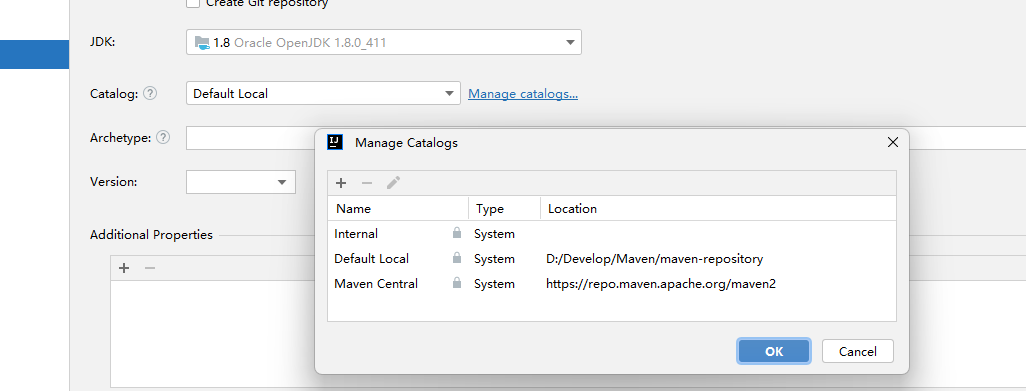 Create Git repository
JDK: 1.8 Oracle OpenJDK 1.8.0_411
Catalog: ? Default Local Manage catalogs...
Archetype: ?
Version:
Additional Properties
IJ Manage Catalogs
Name Type Location
Internal System
Default Local System D:/Develop/Maven/maven-repository
Maven Central System https://repo.maven.apache.org/maven2
OK Cancel